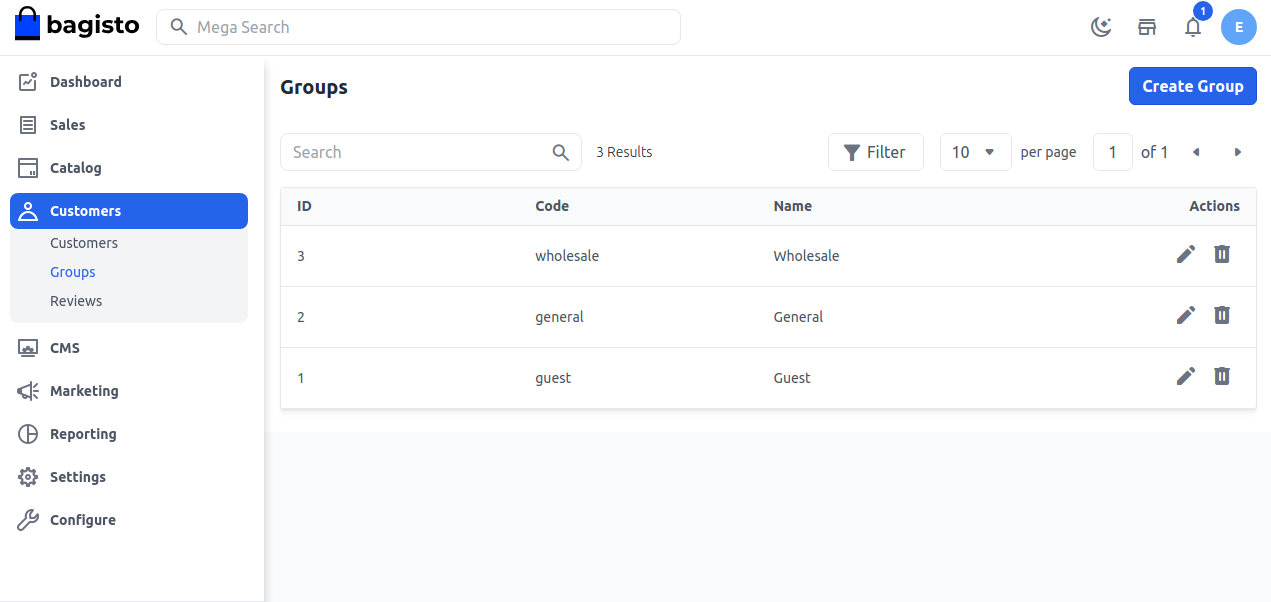 bagisto
Mega Search
1
E
Dashboard
Sales
Catalog
Customers
Customers
Groups
Reviews
CMS
Marketing
Reporting
Settings
Configure
Groups
Create Group
Search
3 Results
Filter
10
per page
1
of 1
ID Code Name Actions
3 wholesale Wholesale
2 general General
1 guest Guest